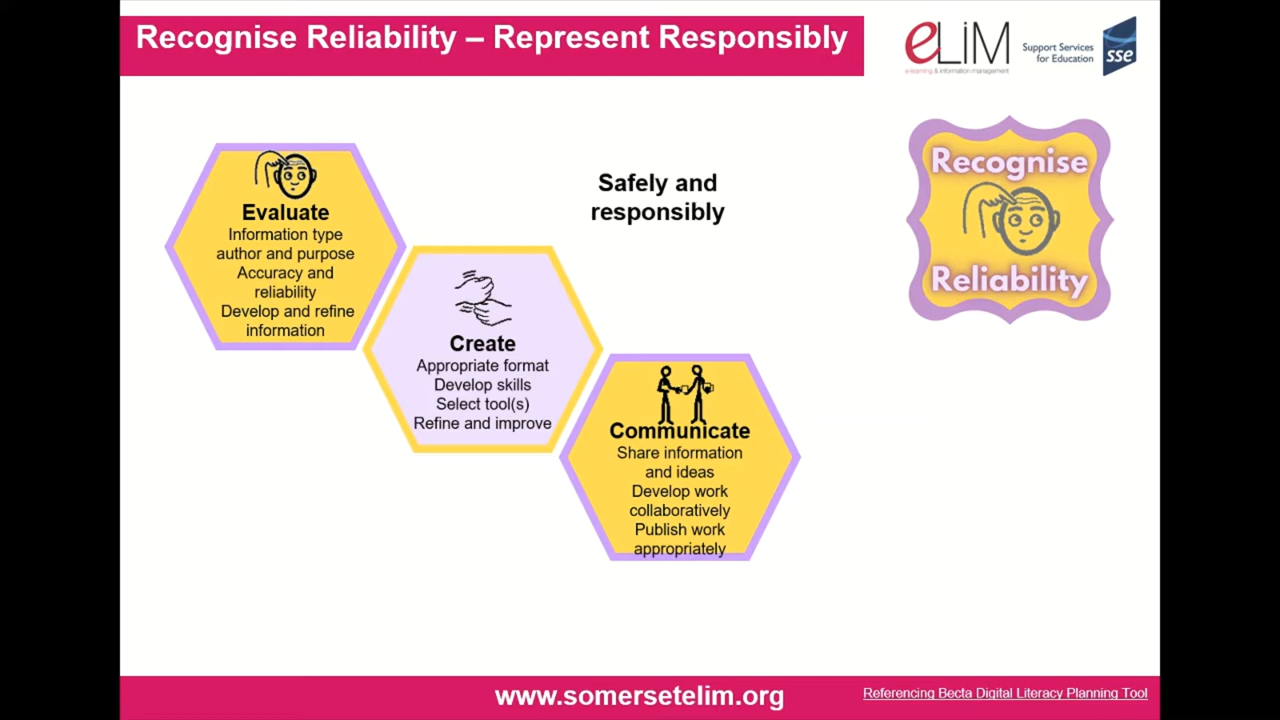 Recognise Reliability – Represent Responsibly
eLiM
e-learning & information management
Support Services
for Education
sse
Evaluate
Information type
author and purpose
Accuracy and
reliability
Develop and refine
information
Create
Appropriate format
Develop skills
Select tool(s)
Refine and improve
Communicate
Share information
and ideas
Develop work
collaboratively
Publish work
appropriately
Safely and
responsibly
Recognise
Reliability
www.somersetelim.org
Referencing Becta Digital Literacy Planning Tool